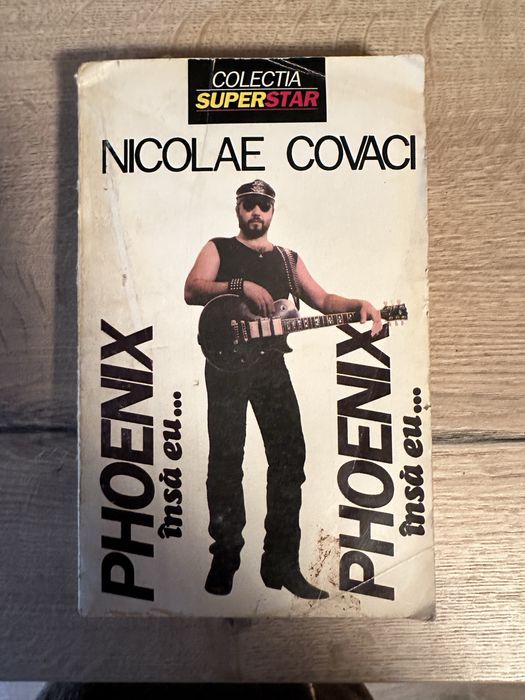 COLECTIA
SUPERSTAR
NICOLAE COVACI
PHOENIX
însă eu...
PHOENIX
însă eu...